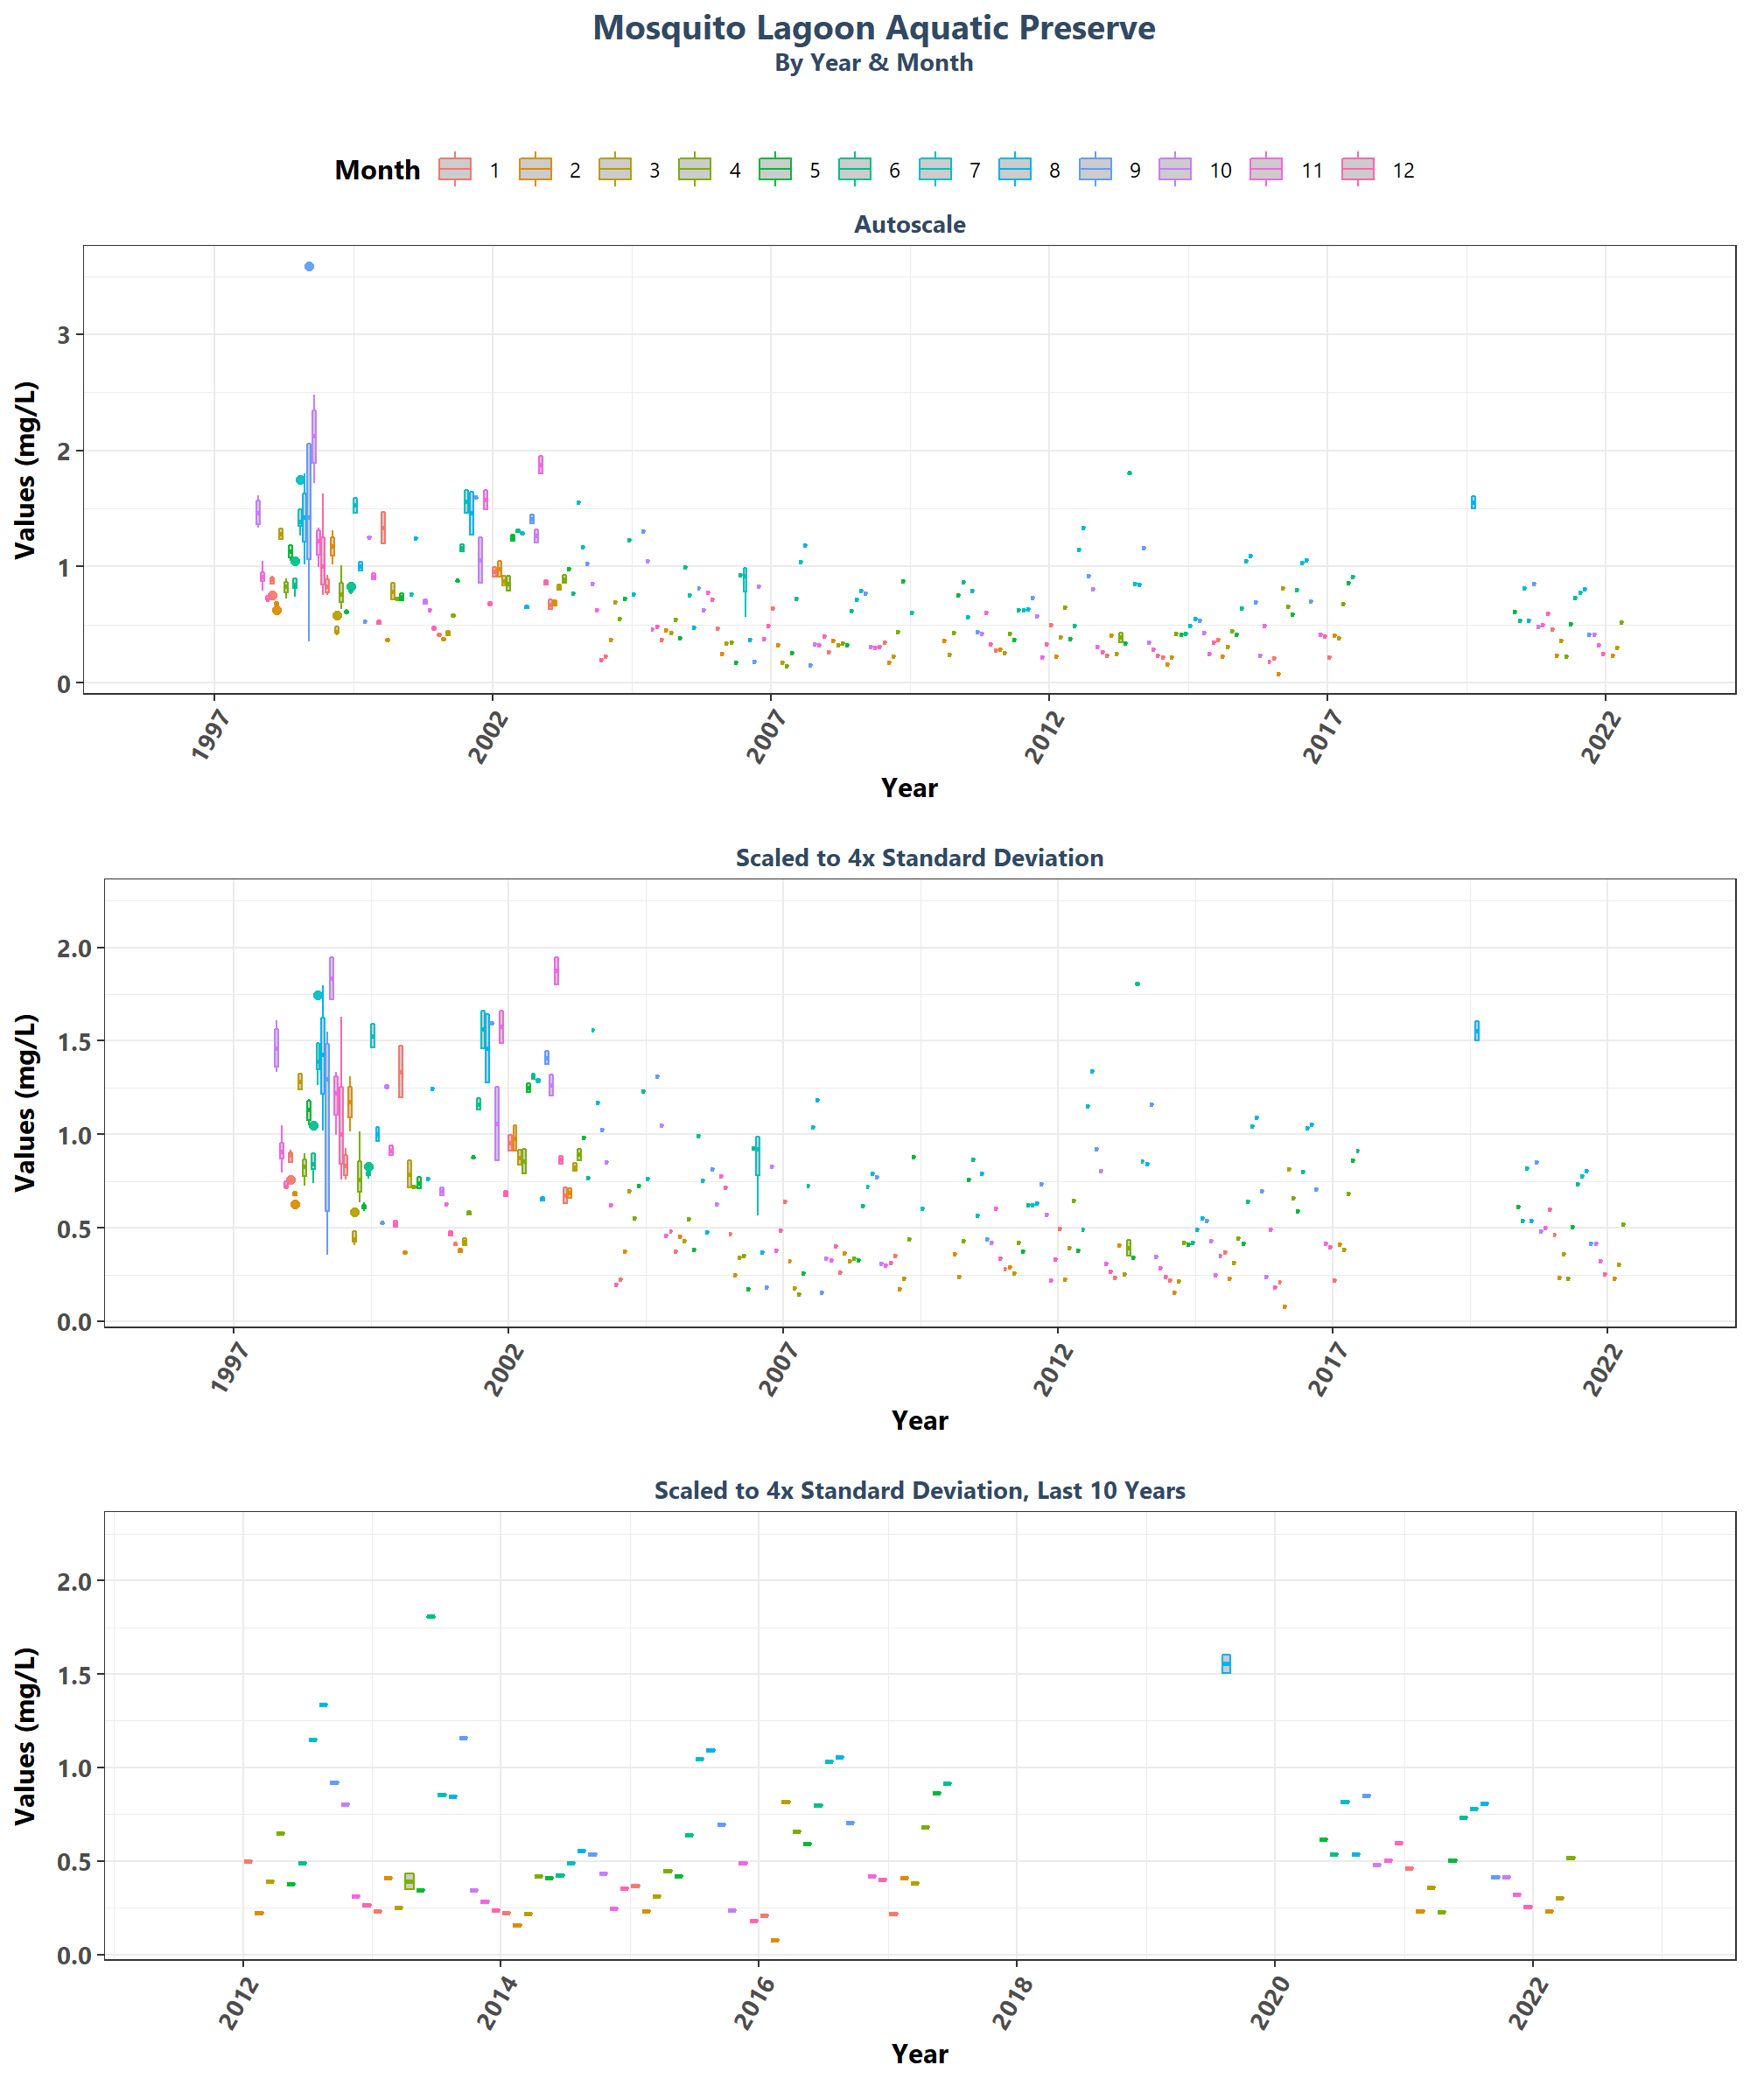 Mosquito Lagoon Aquatic Preserve
By Year & Month
Month 1 2 3 4 5 6 7 8 9 10 11 12
Autoscale
Values (mg/L)
3
2
1
0
1997 2002 2007 2012 2017 2022
Year
Scaled to 4x Standard Deviation
Values (mg/L)
2.0
1.5
1.0
0.5
0.0
1997 2002 2007 2012 2017 2022
Year
Scaled to 4x Standard Deviation, Last 10 Years
Values (mg/L)
2.0
1.5
1.0
0.5
0.0
2012 2014 2016 2018 2020 2022
Year